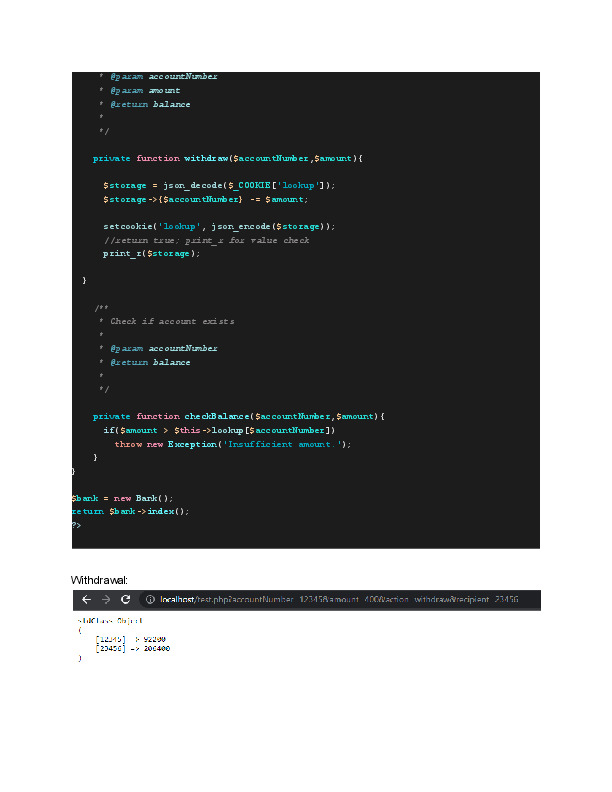 * @param accountNumber
* @param amount
* @return balance
*
*/
private function withdraw($accountNumber,$amount){
$storage = json_decode($_COOKIE['lookup']);
$storage->{$accountNumber} -= $amount;
setcookie('lookup', json_encode($storage));
//return true; print_r for value check
print_r($storage);
}
/**
* Check if account exists
*
* @param accountNumber
* @return balance
*
*/
private function checkBalance($accountNumber,$amount){
if($amount > $this->lookup[$accountNumber])
throw new Exception('Insufficient amount.');
}
}
$bank = new Bank();
return $bank->index();
?>
Withdrawal:
localhost/test.php?accountNumber=12345&amount=400&action=withdraw&recipient=23456
stdClass Object
(
[12345] => 92200
[23456] => 206400
)